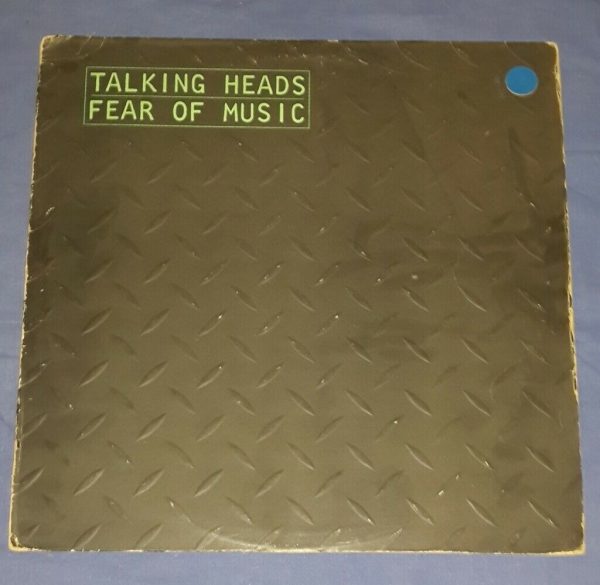 TALKING HEADS
FEAR OF MUSIC